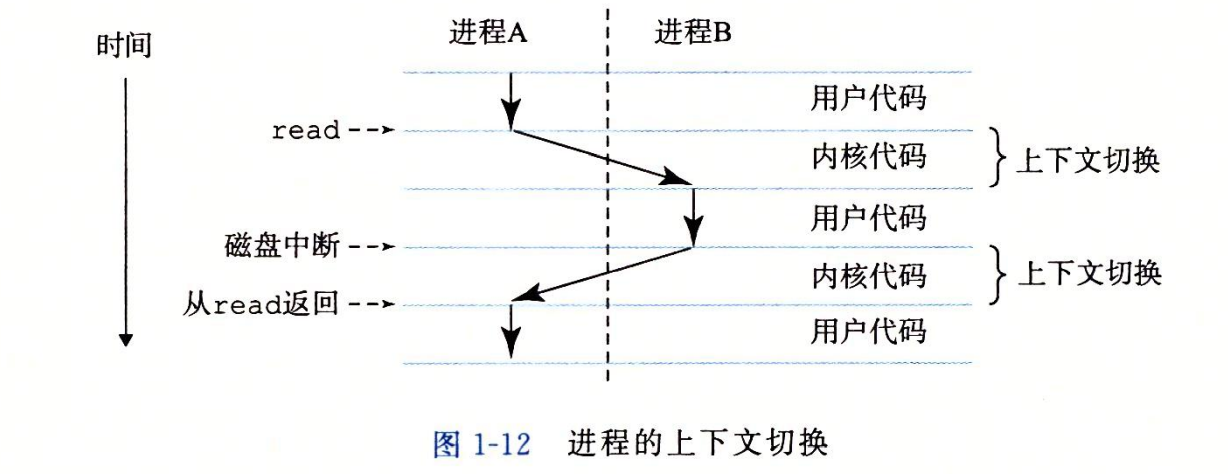 时间
进程A 进程B
用户代码
read
内核代码 上下文切换
用户代码
磁盘中断
内核代码 上下文切换
从read返回
用户代码
图 1-12 进程的上下文切换